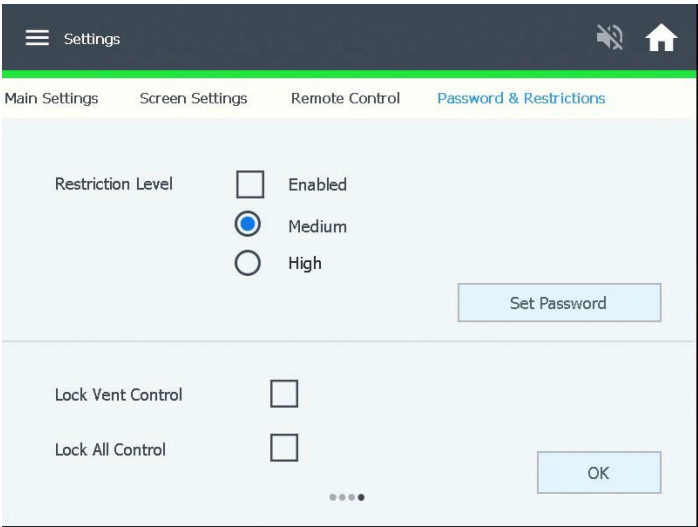 Settings
Main Settings Screen Settings Remote Control Password & Restrictions
Restriction Level Enabled
Medium
High
Set Password
Lock Vent Control
Lock All Control
OK